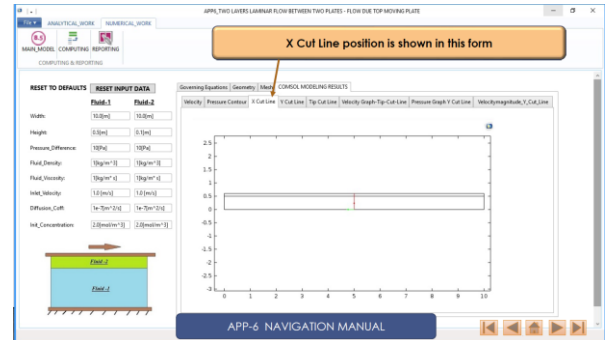 APP6_TWO LAYERS LAMINAR FLOW BETWEEN TWO PLATES - FLOW DUE TOP MOVING PLATE
File ANALYTICAL_WORK NUMERICAL_WORK
MAIN_MODEL COMPUTING REPORTING
COMPUTING & REPORTING
X Cut Line position is shown in this form
RESET TO DEFAULTS RESET INPUT DATA
Fluid-1 Fluid-2
Width: 10.0[m] 10.0[m]
Height: 0.5[m] 0.1[m]
Pressure_Difference: 10[Pa] 10[Pa]
Fluid_Density: 1[kg/m^3] 1[kg/m^3]
Fluid_Viscosity: 1[kg/m*s] 1[kg/m*s]
Inlet_Velocity: 1.0 [m/s] 1.0 [m/s]
Diffusion_Coff: 1e-7[m^2/s] 1e-7[m^2/s]
Init_Concentration: 2.0[mol/m^3] 2.0[mol/m^3]
Fluid-2
Fluid-1
Governing Equations Geometry Mesh COMSOL MODELING RESULTS
Velocity Pressure Contour X Cut Line Y Cut Line Tip Cut Line Velocity Graph-Tip-Cut-Line Pressure Graph Y Cut Line Velocitymagnitude_Y_Cut_Line
2.5
2
1.5
1
0.5
0
-0.5
-1
-1.5
-2
-2.5
-3
0 1 2 3 4 5 6 7 8 9 10
APP-6 NAVIGATION MANUAL